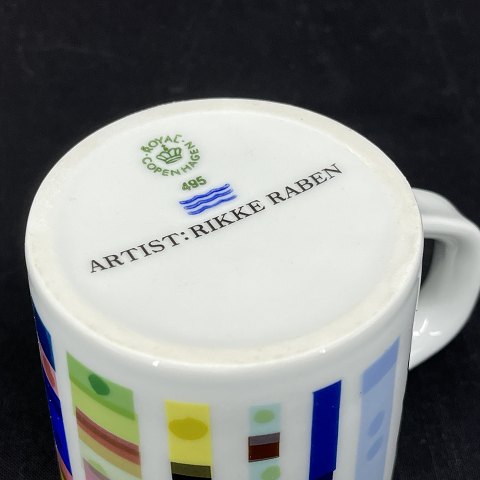 ROYAL
COPENHAGEN
495
ARTIST: RIKKE RABEN